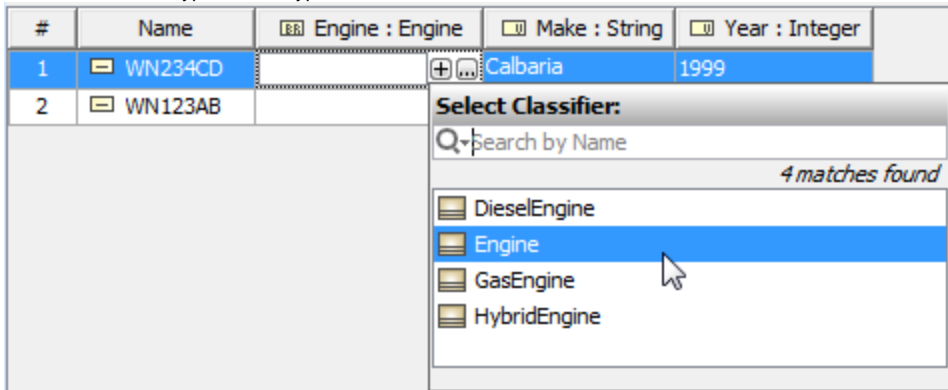 # Name Engine : Engine Make : String Year : Integer
1 WN234CD Calbaria 1999
2 WN123AB
Select Classifier:
Search by Name
4 matches found
DieselEngine
Engine
GasEngine
HybridEngine